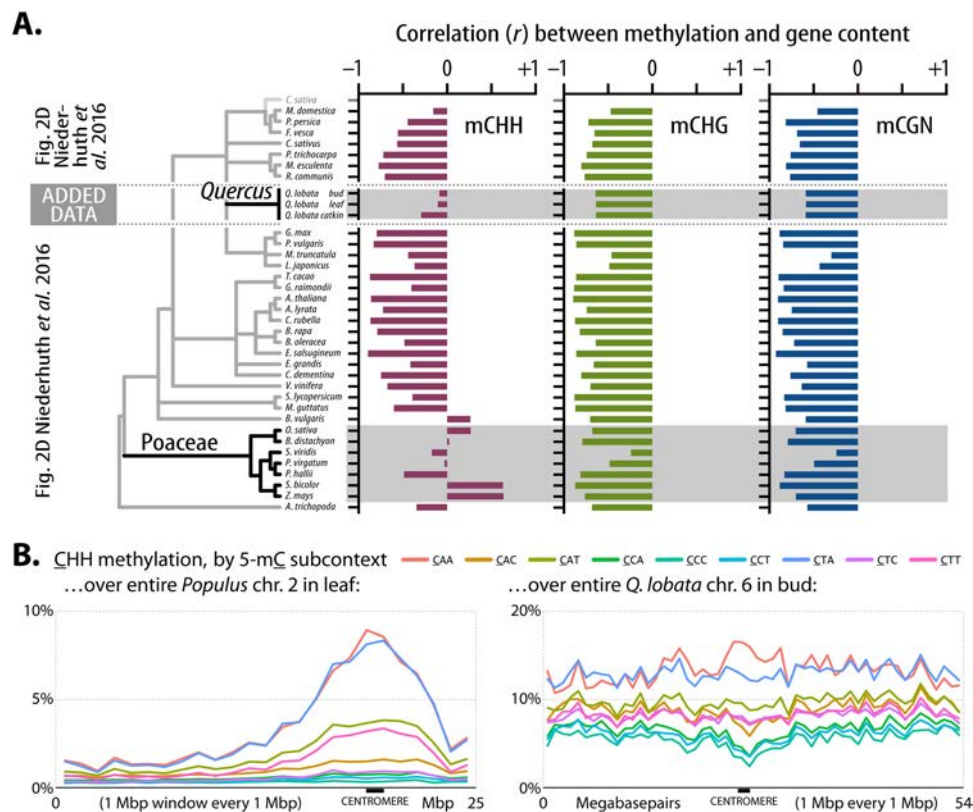 A.
Correlation (r) between methylation and gene content
−1 0 +1 −1 0 +1 −1 0 +1
mCHH mCHG mCGN
Fig. 2D
Nieder-
huth et
al. 2016
C. sativa
M. domestica
P. persica
F. vesca
C. sativus
P. trichocarpa
M. esculenta
R. communis
ADDED
DATA
Quercus
Q. lobata bud
Q. lobata leaf
Q. lobata catkin
Fig. 2D Niederhuth et al. 2016
G. max
P. vulgaris
M. truncatula
L. japonicus
T. cacao
G. raimondii
A. thaliana
A. lyrata
C. rubella
B. rapa
B. oleracea
E. salsugineum
E. grandis
C. clementina
V. vinifera
S. lycopersicum
M. guttatus
B. vulgaris
Poaceae
O. sativa
B. distachyon
S. viridis
P. virgatum
P. hallii
S. bicolor
Z. mays
A. trichopoda
B.
CHH methylation, by 5-mC subcontext
CAA CAC CAT CCA CCC CCT CTA CTC CTT
...over entire Populus chr. 2 in leaf:
10%
5%
0%
0 (1 Mbp window every 1 Mbp) CENTROMERE Mbp 25
...over entire Q. lobata chr. 6 in bud:
20%
10%
0%
0 Megabasepairs CENTROMERE (1 Mbp every 1 Mbp) 54